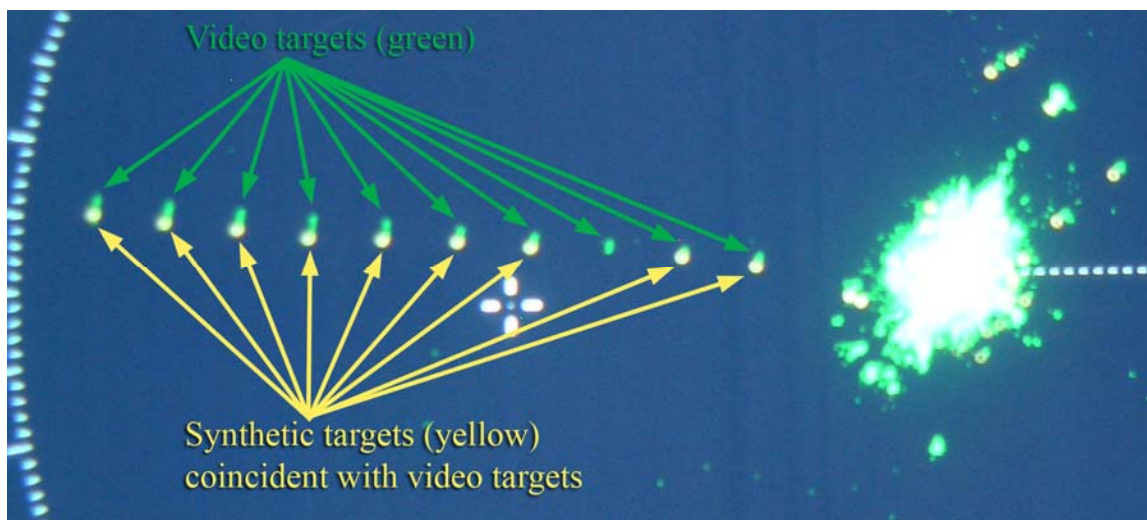 Video targets (green)
Synthetic targets (yellow)
coincident with video targets